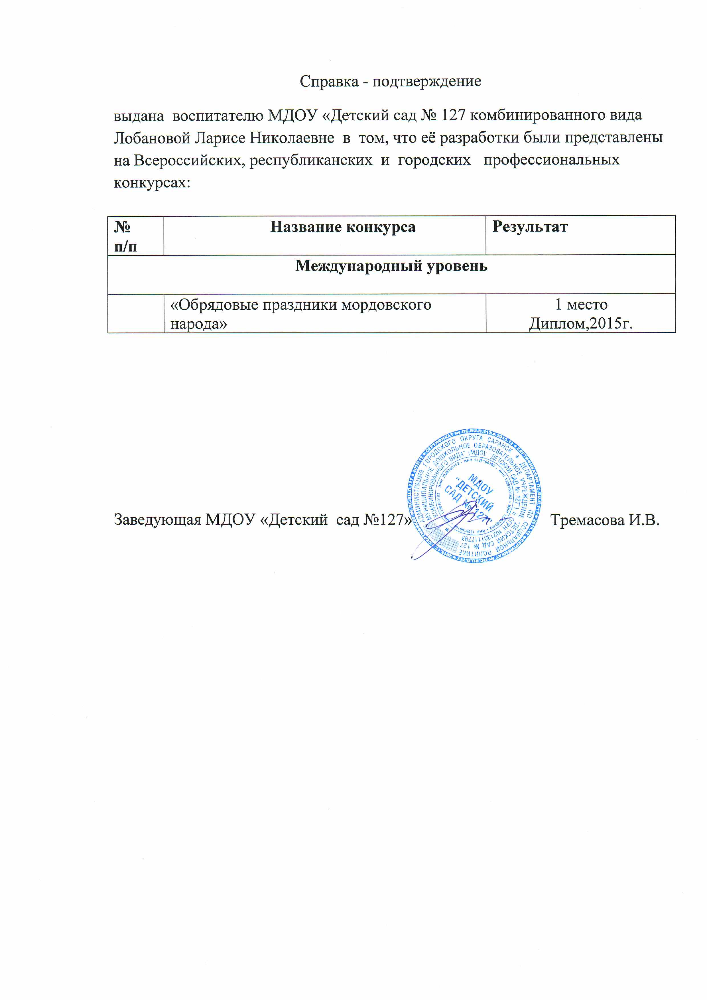 Справка - подтверждение
выдана воспитателю МДОУ «Детский сад № 127 комбинированного вида
Лобановой Ларисе Николаевне в том, что её разработки были представлены
на Всероссийских, республиканских и городских профессиональных
конкурсах:
№ п/п
Название конкурса
Результат
Международный уровень
«Обрядовые праздники мордовского
народа»
1 место
Диплом,2015г.
Заведующая МДОУ «Детский сад №127»
Тремасова И.В.
АДМИНИСТРАЦИЯ ГОРОДСКОГО ОКРУГА САРАНСК * ДЕПАРТАМЕНТ ПО СОЦИАЛЬНОЙ ПОЛИТИКЕ
МУНИЦИПАЛЬНОЕ ДОШКОЛЬНОЕ ОБРАЗОВАТЕЛЬНОЕ УЧРЕЖДЕНИЕ "ДЕТСКИЙ САД № 127
КОМБИНИРОВАННОГО ВИДА" (МДОУ "ДЕТСКИЙ САД № 127") * ОГРН 1021301117793 *
ИНН 1328160102
МДОУ
"ДЕТСКИЙ
САД № 127"